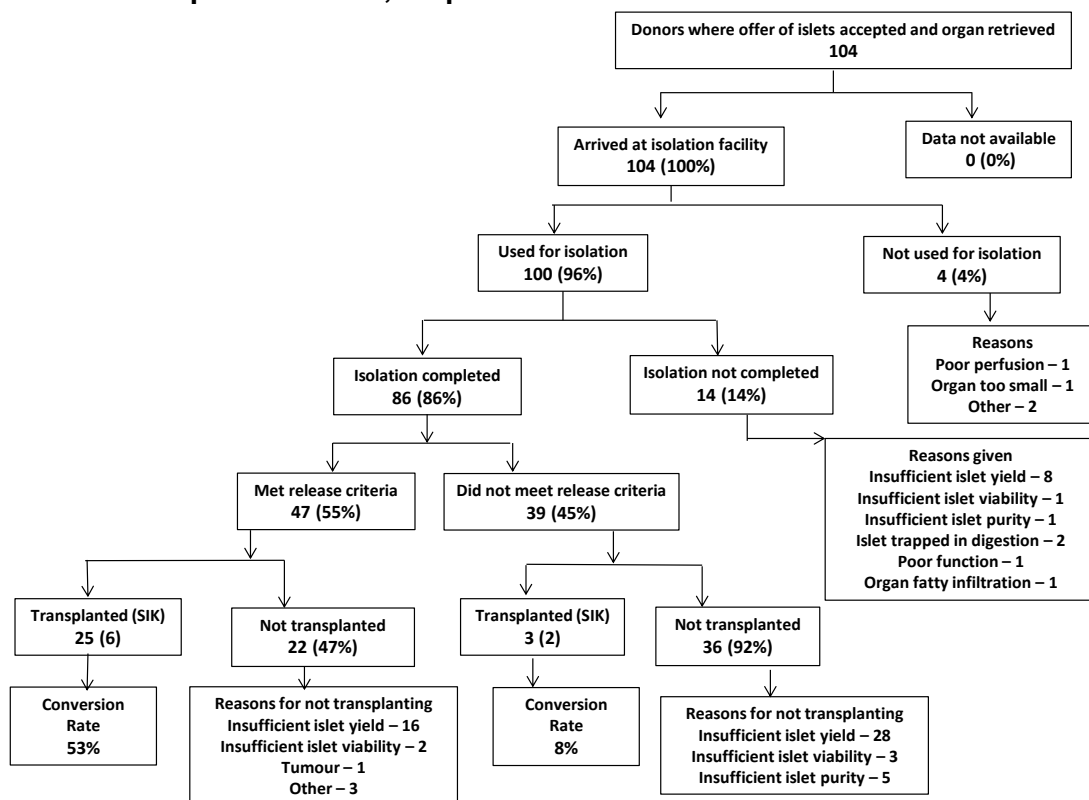 Donors where offer of islets accepted and organ retrieved
104
Arrived at isolation facility
104 (100%)
Data not available
0 (0%)
Used for isolation
100 (96%)
Not used for isolation
4 (4%)
Reasons
Poor perfusion – 1
Organ too small – 1
Other – 2
Isolation completed
86 (86%)
Isolation not completed
14 (14%)
Reasons given
Insufficient islet yield – 8
Insufficient islet viability – 1
Insufficient islet purity – 1
Islet trapped in digestion – 2
Poor function – 1
Organ fatty infiltration – 1
Met release criteria
47 (55%)
Did not meet release criteria
39 (45%)
Transplanted (SIK)
25 (6)
Not transplanted
22 (47%)
Transplanted (SIK)
3 (2)
Not transplanted
36 (92%)
Conversion
Rate
53%
Reasons for not transplanting
Insufficient islet yield – 16
Insufficient islet viability – 2
Tumour – 1
Other – 3
Conversion
Rate
8%
Reasons for not transplanting
Insufficient islet yield – 28
Insufficient islet viability – 3
Insufficient islet purity – 5